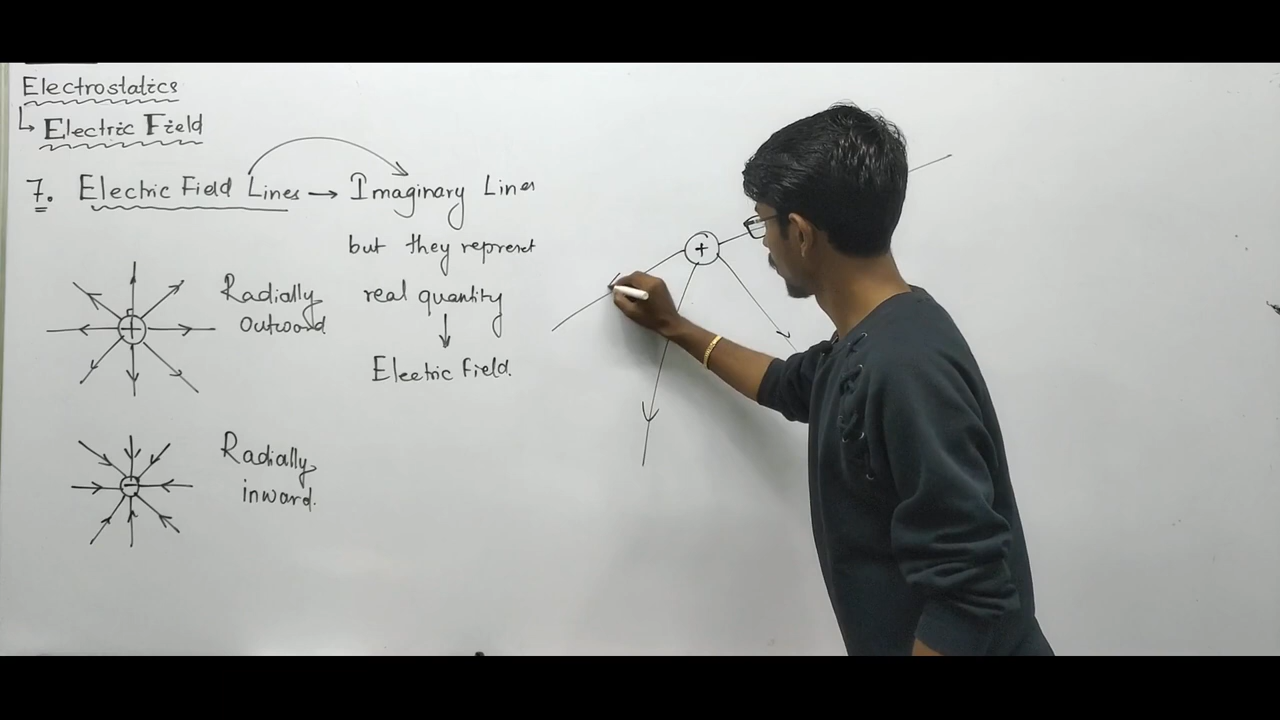 Electrostatics
↳ Electric Field
7. Electric Field Lines → Imaginary Lines
but they represet
real quantity
↓
Electric Field.
+
Radially
Outward
−
Radially
inward.
+